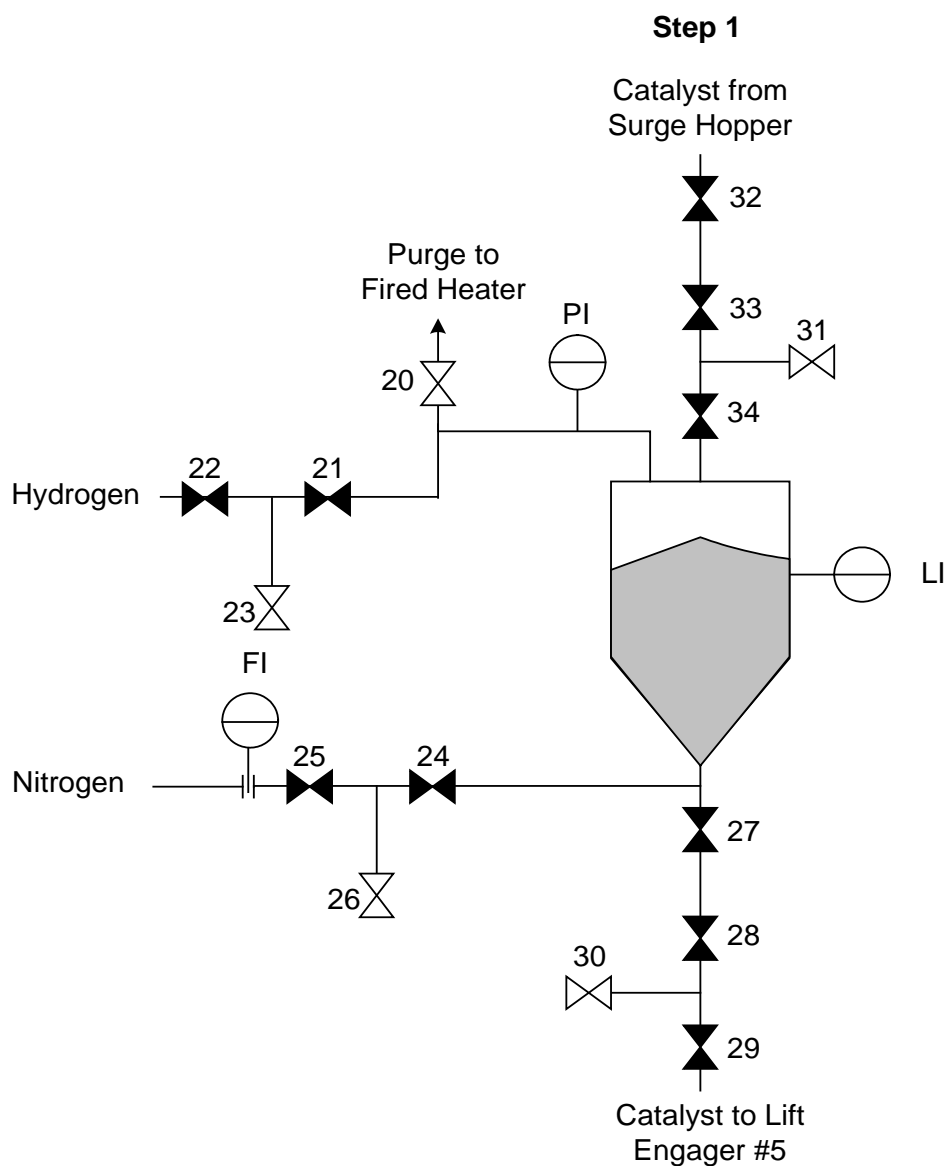 Step 1
Catalyst from
Surge Hopper
32
Purge to
Fired Heater
33
PI
31
20
34
22
21
Hydrogen
LI
23
FI
25
24
Nitrogen
27
26
28
30
29
Catalyst to Lift
Engager #5